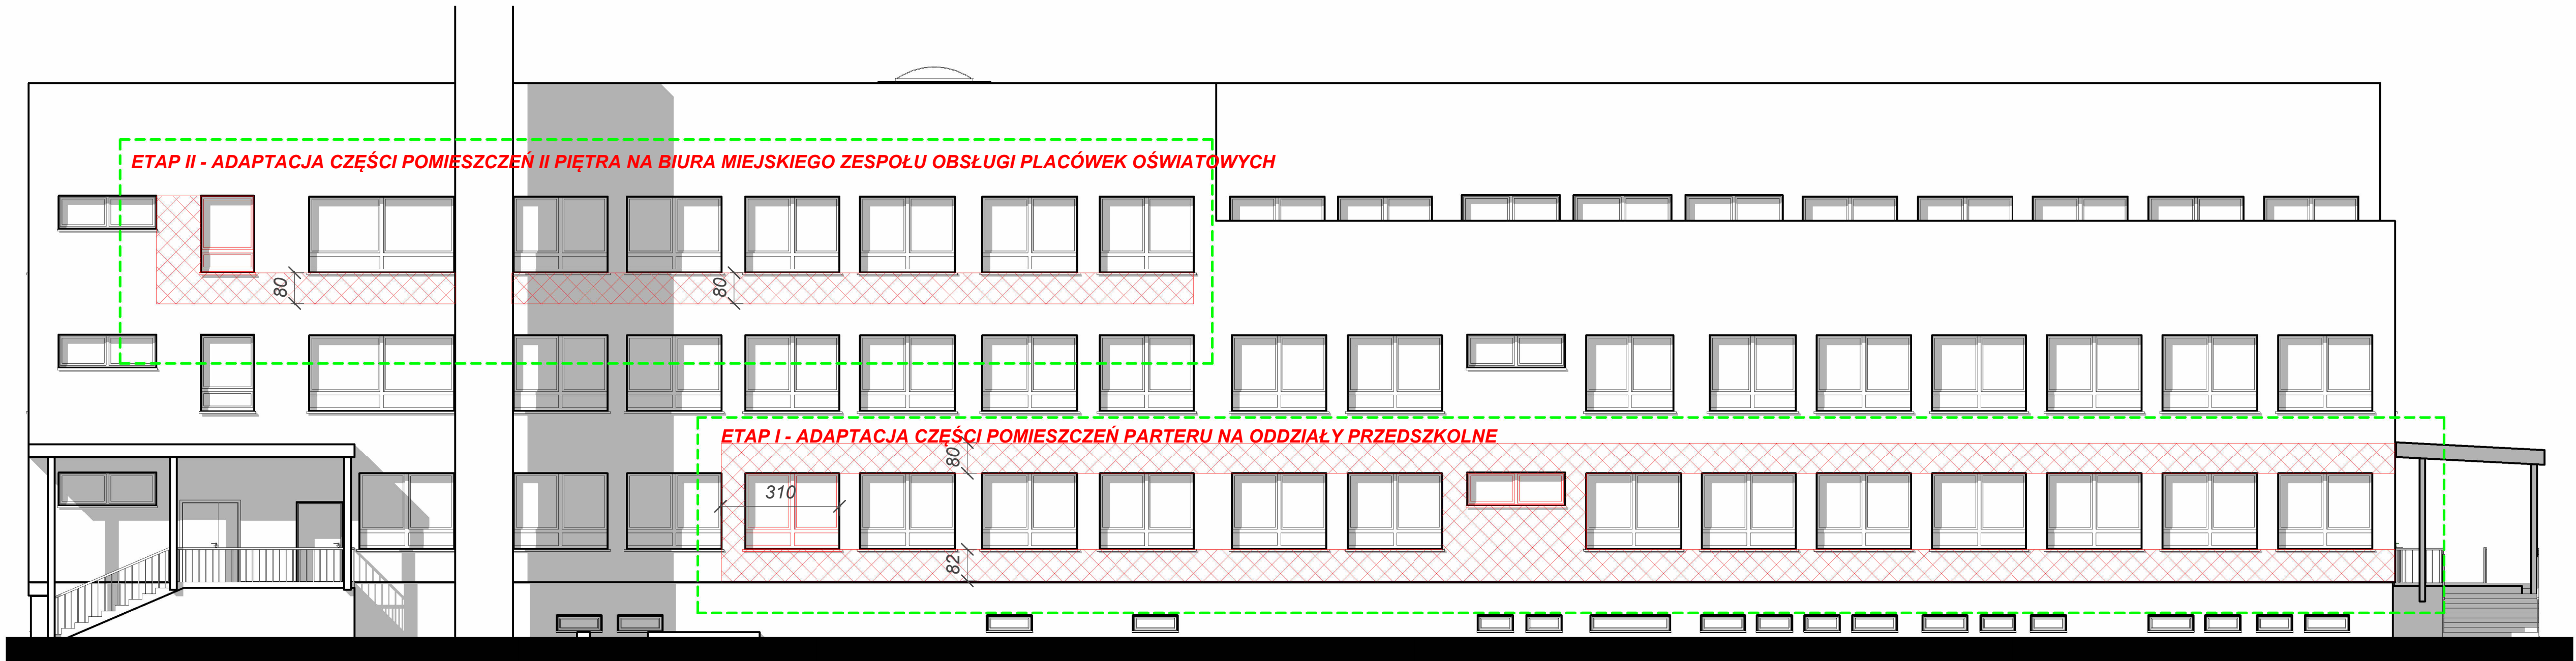 ETAP II - ADAPTACJA CZĘŚCI POMIESZCZEŃ II PIĘTRA NA BIURA MIEJSKIEGO ZESPOŁU OBSŁUGI PLACÓWEK OŚWIATOWYCH
80
80
ETAP I - ADAPTACJA CZĘŚCI POMIESZCZEŃ PARTERU NA ODDZIAŁY PRZEDSZKOLNE
80
310
82